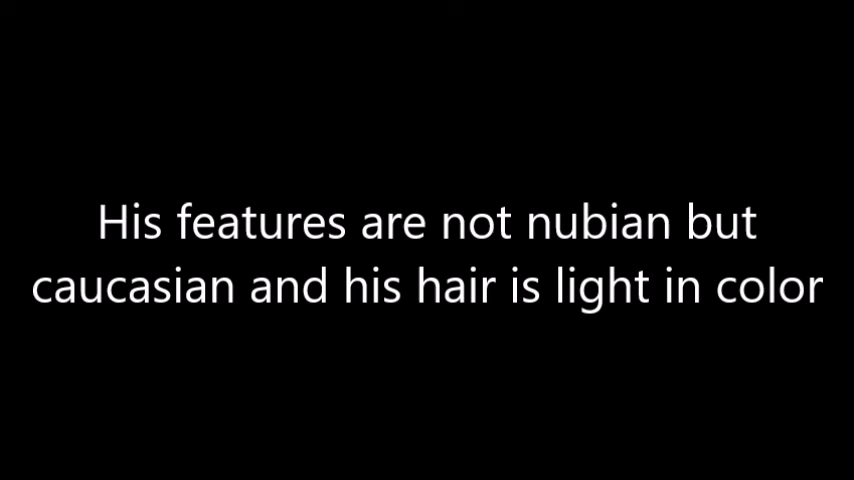 His features are not nubian but
caucasian and his hair is light in color